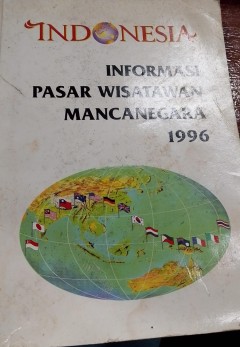 INDONESIA
INFORMASI
PASAR WISATAWAN
MANCANEGARA
1996